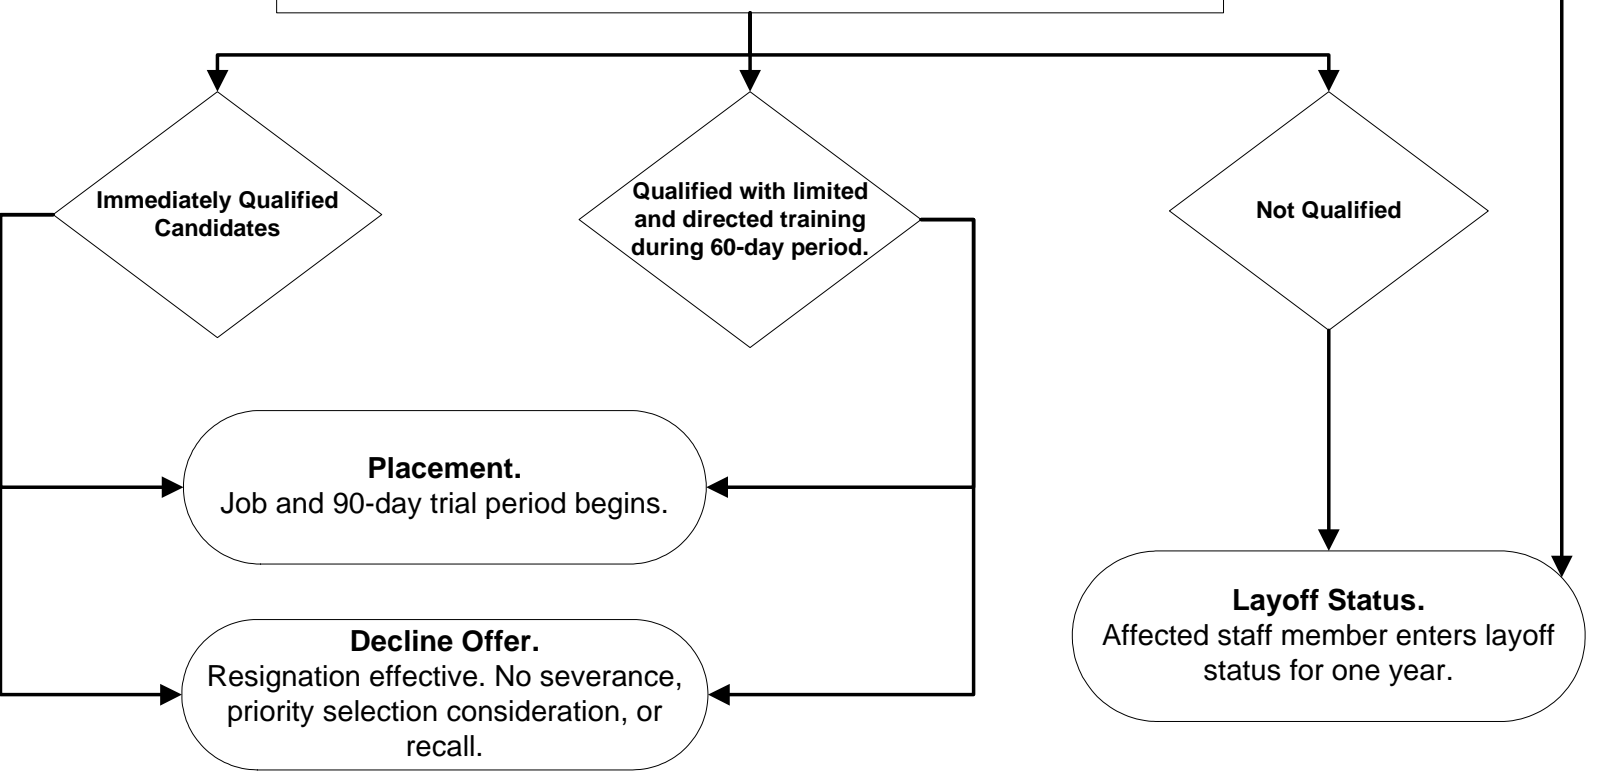 Immediately Qualified
Candidates
Qualified with limited
and directed training
during 60-day period.
Not Qualified
Placement.
Job and 90-day trial period begins.
Layoff Status.
Affected staff member enters layoff
status for one year.
Decline Offer.
Resignation effective. No severance,
priority selection consideration, or
recall.